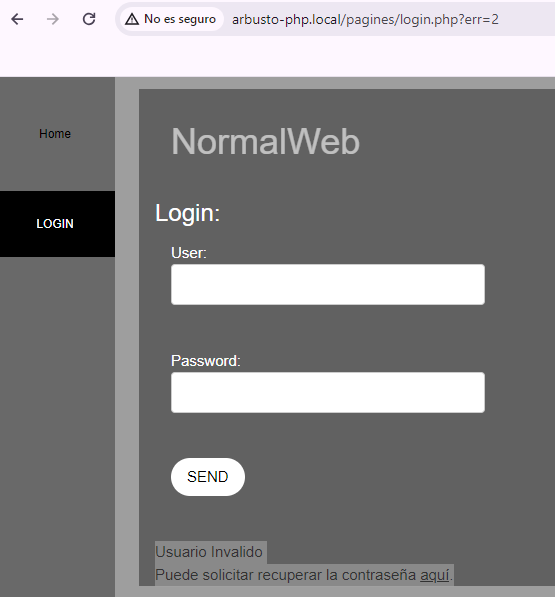 No es seguro arbusto-php.local/pagines/login.php?err=2
Home
LOGIN
NormalWeb
Login:
User:
Password:
SEND
Usuario Invalido
Puede solicitar recuperar la contraseña aquí.